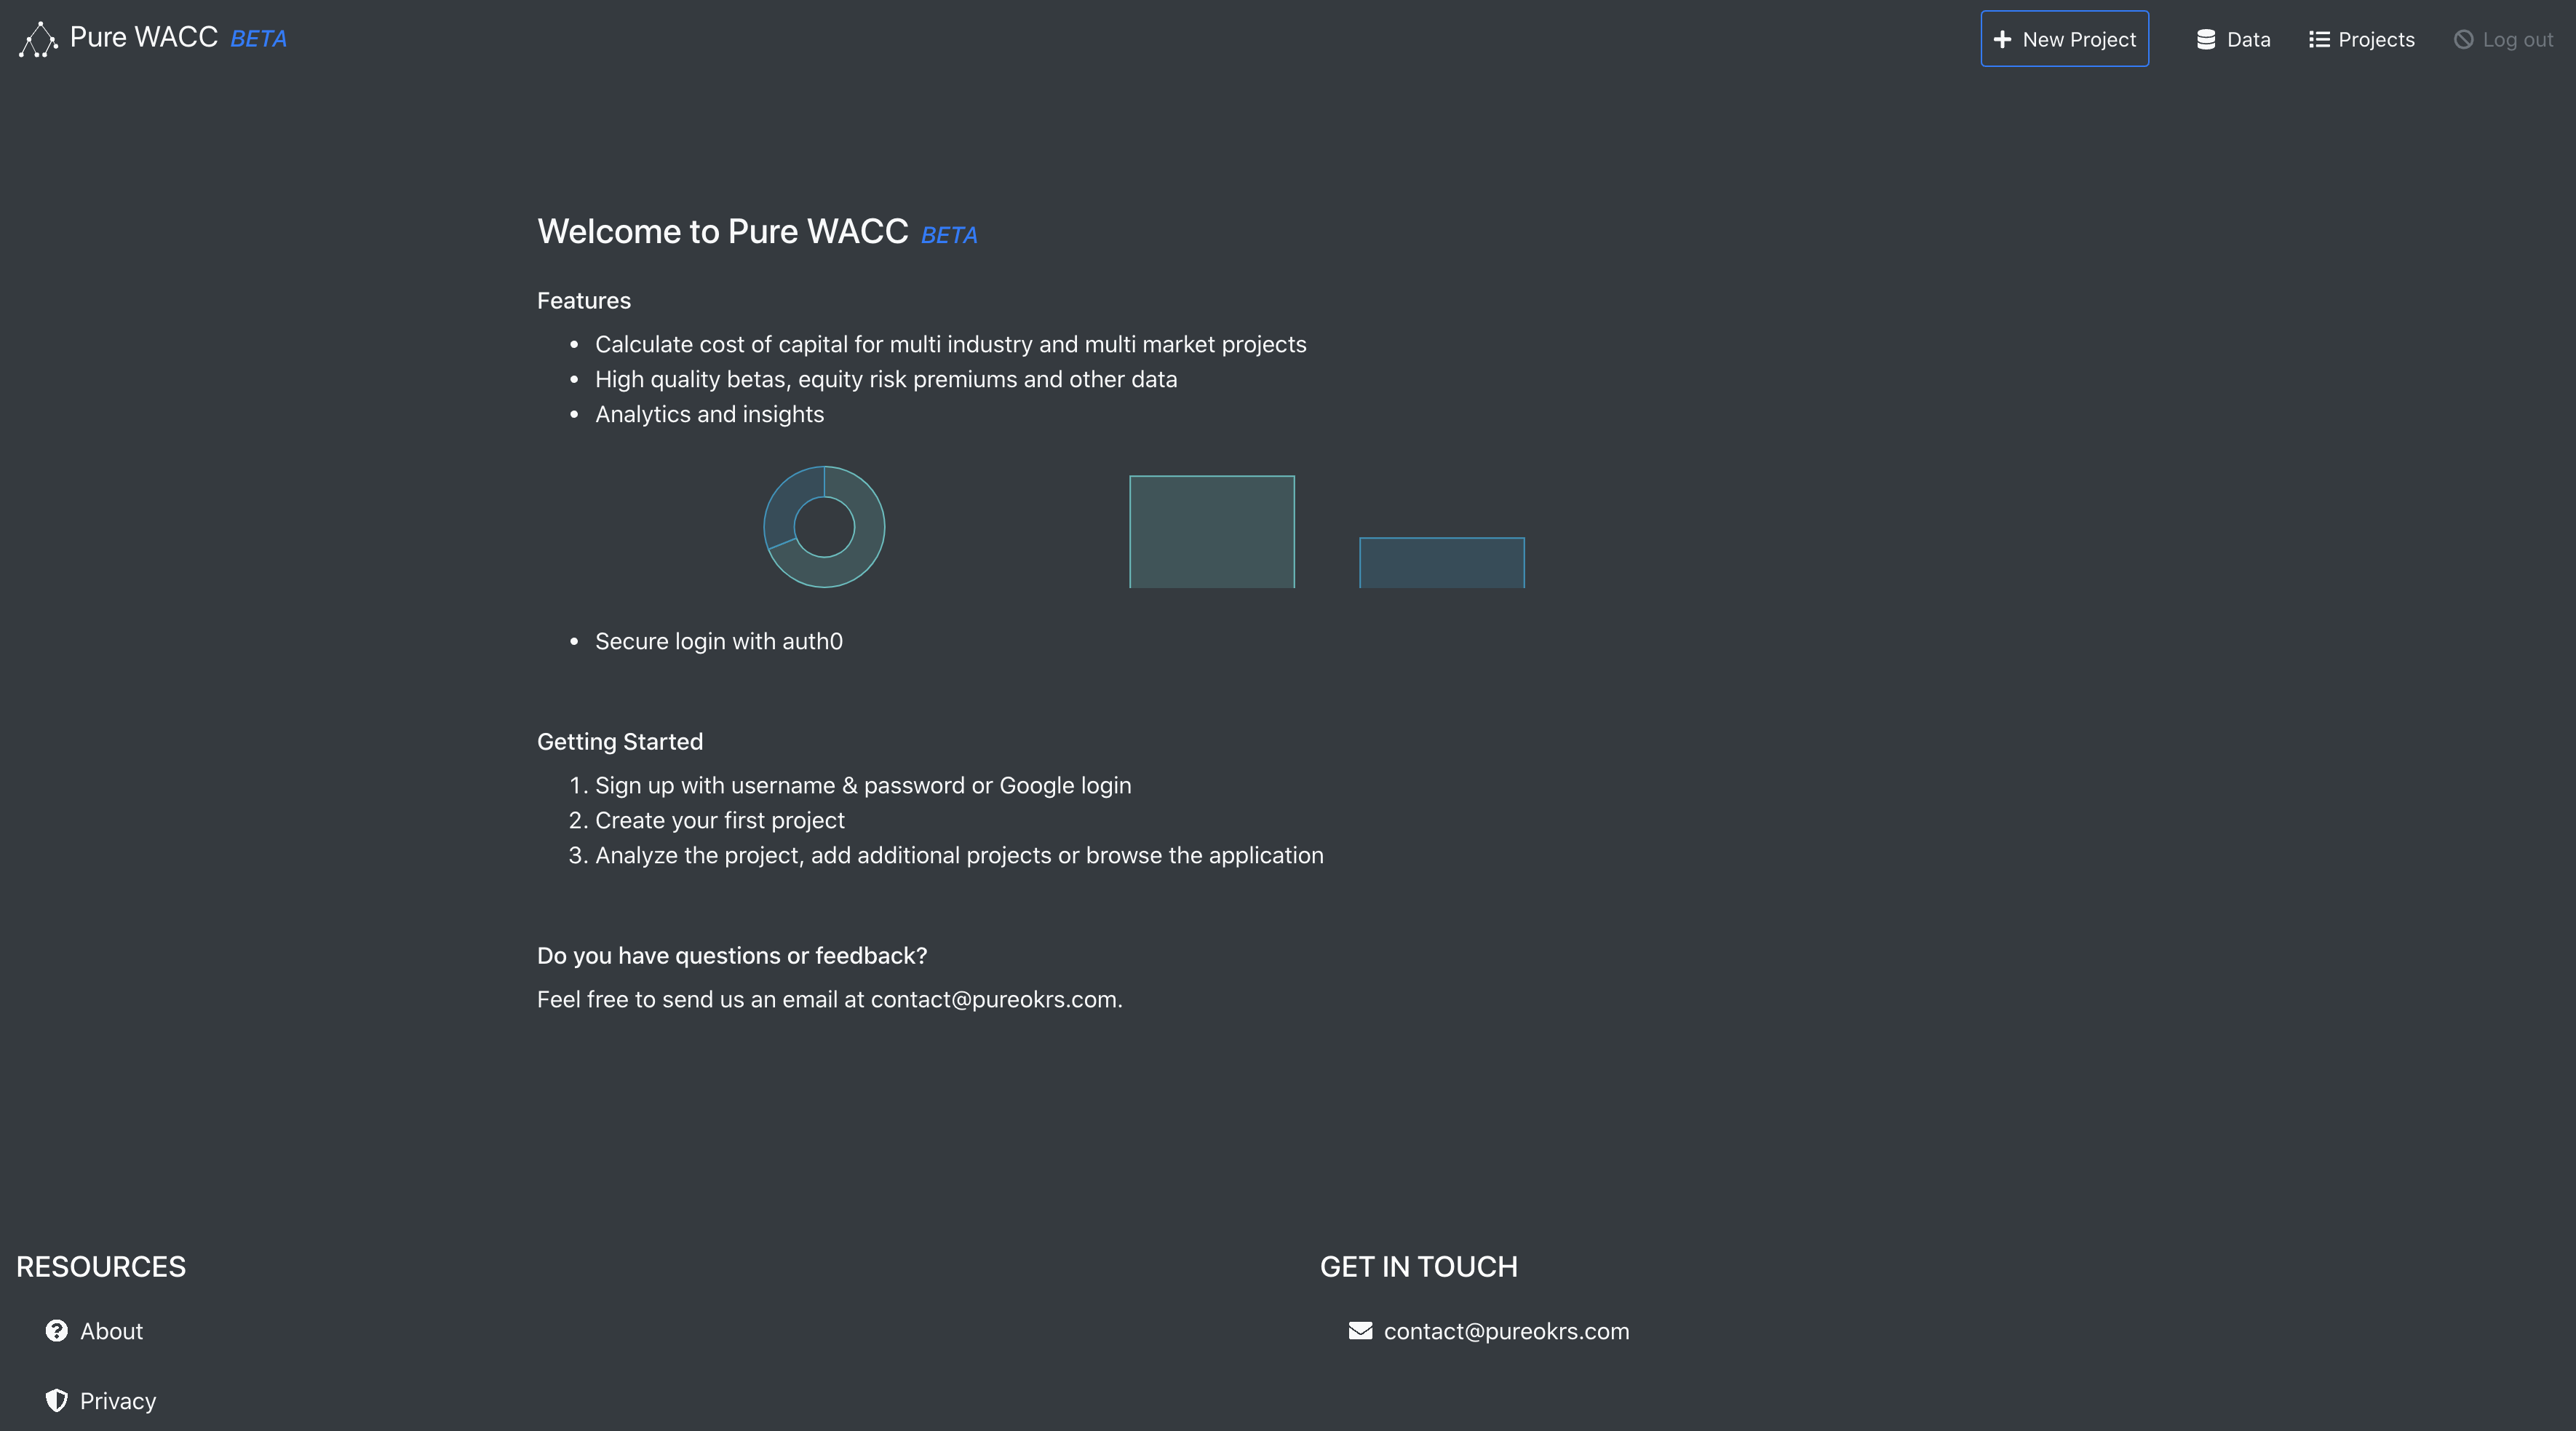 Pure WACC BETA
New Project
Data
Projects
Log out
Welcome to Pure WACC BETA
Features
• Calculate cost of capital for multi industry and multi market projects
• High quality betas, equity risk premiums and other data
• Analytics and insights
• Secure login with auth0
Getting Started
1. Sign up with username & password or Google login
2. Create your first project
3. Analyze the project, add additional projects or browse the application
Do you have questions or feedback?
Feel free to send us an email at contact@pureokrs.com.
RESOURCES
About
Privacy
GET IN TOUCH
contact@pureokrs.com